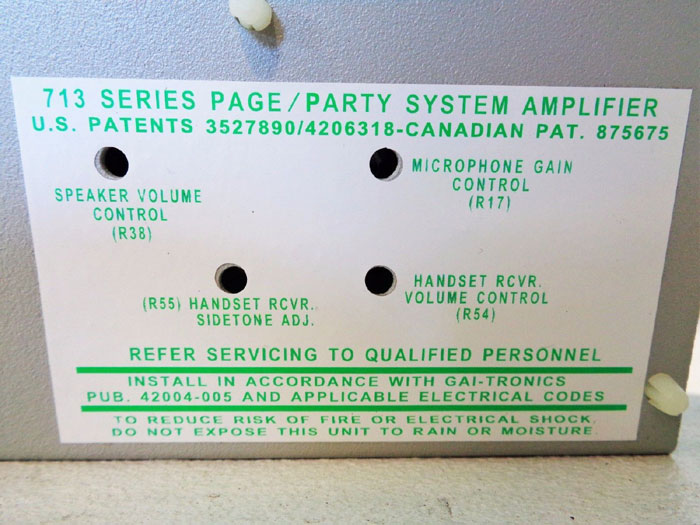 713 SERIES PAGE/PARTY SYSTEM AMPLIFIER
U.S. PATENTS 3527890/4206318-CANADIAN PAT. 875675
SPEAKER VOLUME
CONTROL
(R38)
MICROPHONE GAIN
CONTROL
(R17)
(R55) HANDSET RCVR.
SIDETONE ADJ.
HANDSET RCVR.
VOLUME CONTROL
(R54)
REFER SERVICING TO QUALIFIED PERSONNEL
INSTALL IN ACCORDANCE WITH GAI-TRONICS
PUB. 42004-005 AND APPLICABLE ELECTRICAL CODES
TO REDUCE RISK OF FIRE OR ELECTRICAL SHOCK,
DO NOT EXPOSE THIS UNIT TO RAIN OR MOISTURE.